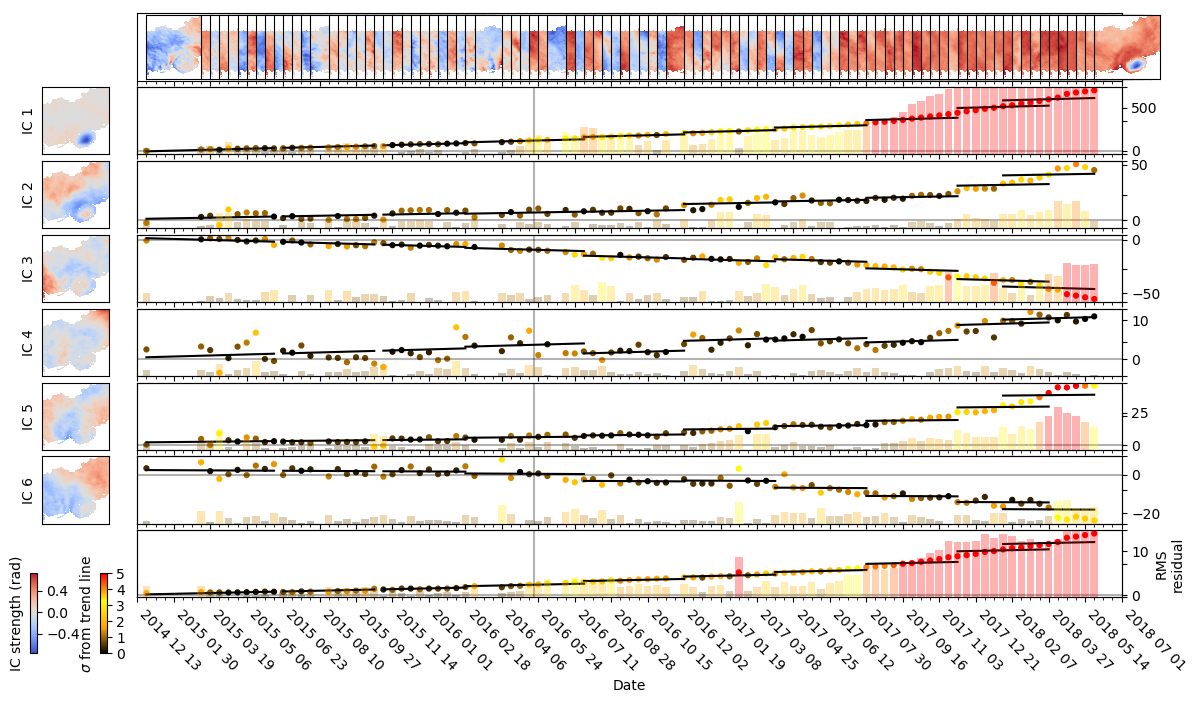 IC 1
500
0
IC 2
50
0
IC 3
0
−50
IC 4
10
0
IC 5
25
0
IC 6
0
−20
10
0
RMS
residual
IC strength (rad)
0.4
0.0
−0.4
σ from trend line
5
4
3
2
1
0
2014 12 13
2015 01 30
2015 03 19
2015 05 06
2015 06 23
2015 08 10
2015 09 27
2015 11 14
2016 01 01
2016 02 18
2016 04 06
2016 05 24
2016 07 11
2016 08 28
2016 10 15
2016 12 02
2017 01 19
2017 03 08
2017 04 25
2017 06 12
2017 07 30
2017 09 16
2017 11 03
2017 12 21
2018 02 07
2018 03 27
2018 05 14
2018 07 01
Date